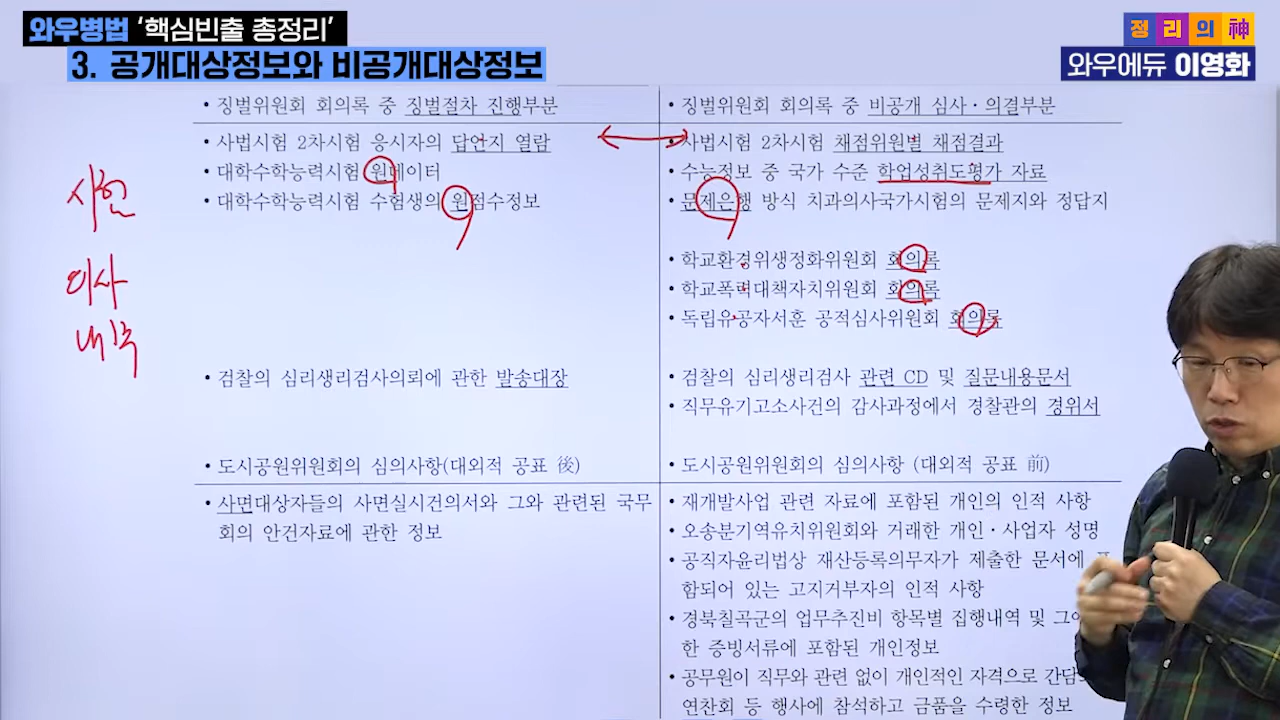 와우병법 '핵심빈출 총정리'
3. 공개대상정보와 비공개대상정보
정리의神
와우에듀 이영화
• 징벌위원회 회의록 중 징벌절차 진행부분
• 사법시험 2차시험 응시자의 답안지 열람
• 대학수학능력시험 원데이터
• 대학수학능력시험 수험생의 원점수정보
• 검찰의 심리생리검사의뢰에 관한 발송대장
• 도시공원위원회의 심의사항(대외적 공표 後)
• 사면대상자들의 사면실시건의서와 그와 관련된 국무
회의 안건자료에 관한 정보
• 징벌위원회 회의록 중 비공개 심사·의결부분
• 사법시험 2차시험 채점위원별 채점결과
• 수능정보 중 국가 수준 학업성취도평가 자료
• 문제은행 방식 치과의사국가시험의 문제지와 정답지
• 학교환경위생정화위원회 회의록
• 학교폭력대책자치위원회 회의록
• 독립유공자서훈 공적심사위원회 회의록
• 검찰의 심리생리검사 관련 CD 및 질문내용문서
• 직무유기고소사건의 감사과정에서 경찰관의 경위서
• 도시공원위원회의 심의사항 (대외적 공표 前)
• 재개발사업 관련 자료에 포함된 개인의 인적 사항
• 오송분기역유치위원회와 거래한 개인·사업자 성명
• 공직자윤리법상 재산등록의무자가 제출한 문서에
함되어 있는 고지거부자의 인적 사항
• 경북칠곡군의 업무추진비 항목별 집행내역 및 그에
한 증빙서류에 포함된 개인정보
• 공무원이 직무와 관련 없이 개인적인 자격으로 간담
연찬회 등 행사에 참석하고 금품을 수령한 정보
시헌
의사